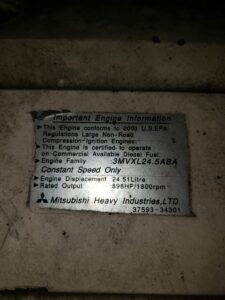 Important Engine Information
This Engine conforms to 2003 U.S.EPA
Regulations Large Non-Road
Compression-Ignition Engines.
This Engine is certified to operate
on Commercial Available Diesel Fuel.
Engine Family 3MVXL24.5ABA
Constant Speed Only
Engine Displacement 24.51Litre
Rated Output 898HP/1800rpm
Mitsubishi Heavy Industries,LTD.
37593-34301